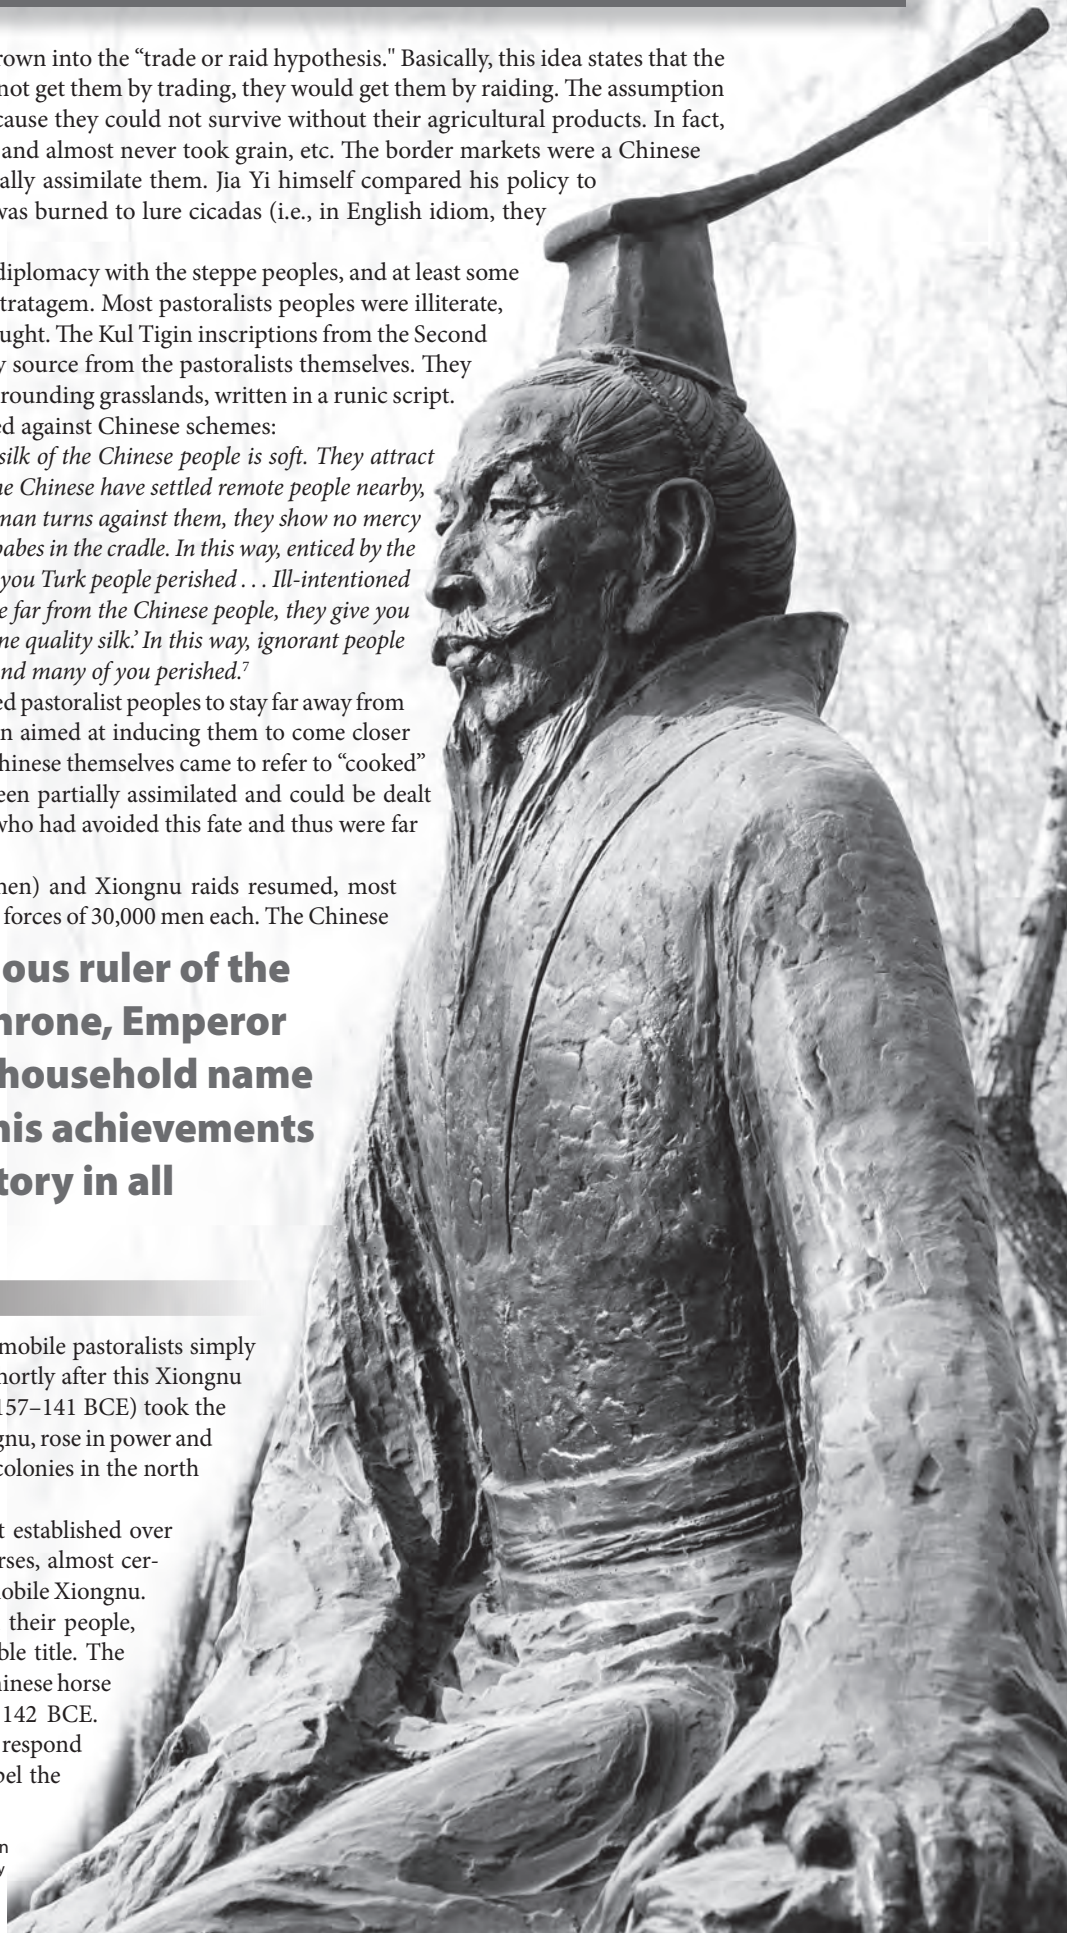 rown into the “trade or raid hypothesis." Basically, this idea states that the
not get them by trading, they would get them by raiding. The assumption
cause they could not survive without their agricultural products. In fact,
and almost never took grain, etc. The border markets were a Chinese
ally assimilate them. Jia Yi himself compared his policy to
was burned to lure cicadas (i.e., in English idiom, they
diplomacy with the steppe peoples, and at least some
tratagem. Most pastoralists peoples were illiterate,
ught. The Kul Tigin inscriptions from the Second
y source from the pastoralists themselves. They
rounding grasslands, written in a runic script.
ed against Chinese schemes:
silk of the Chinese people is soft. They attract
he Chinese have settled remote people nearby,
man turns against them, they show no mercy
babes in the cradle. In this way, enticed by the
you Turk people perished . . . Ill-intentioned
e far from the Chinese people, they give you
ne quality silk.’ In this way, ignorant people
nd many of you perished.7
ed pastoralist peoples to stay far away from
n aimed at inducing them to come closer
hinese themselves came to refer to “cooked”
een partially assimilated and could be dealt
who had avoided this fate and thus were far
hen) and Xiongnu raids resumed, most
forces of 30,000 men each. The Chinese
ous ruler of the
hrone, Emperor
household name
his achievements
tory in all
mobile pastoralists simply
hortly after this Xiongnu
157–141 BCE) took the
gnu, rose in power and
colonies in the north
t established over
rses, almost cer-
obile Xiongnu.
their people,
ble title. The
hinese horse
142 BCE.
respond
pel the
n
y